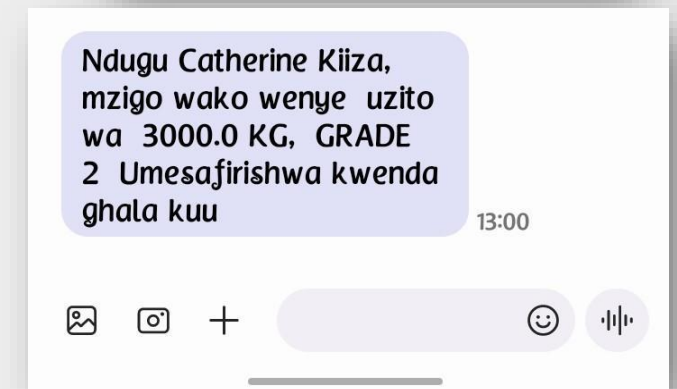 Ndugu Catherine Kiiza,
mzigo wako wenye uzito
wa 3000.0 KG, GRADE
2 Umesafirishwa kwenda
ghala kuu
13:00